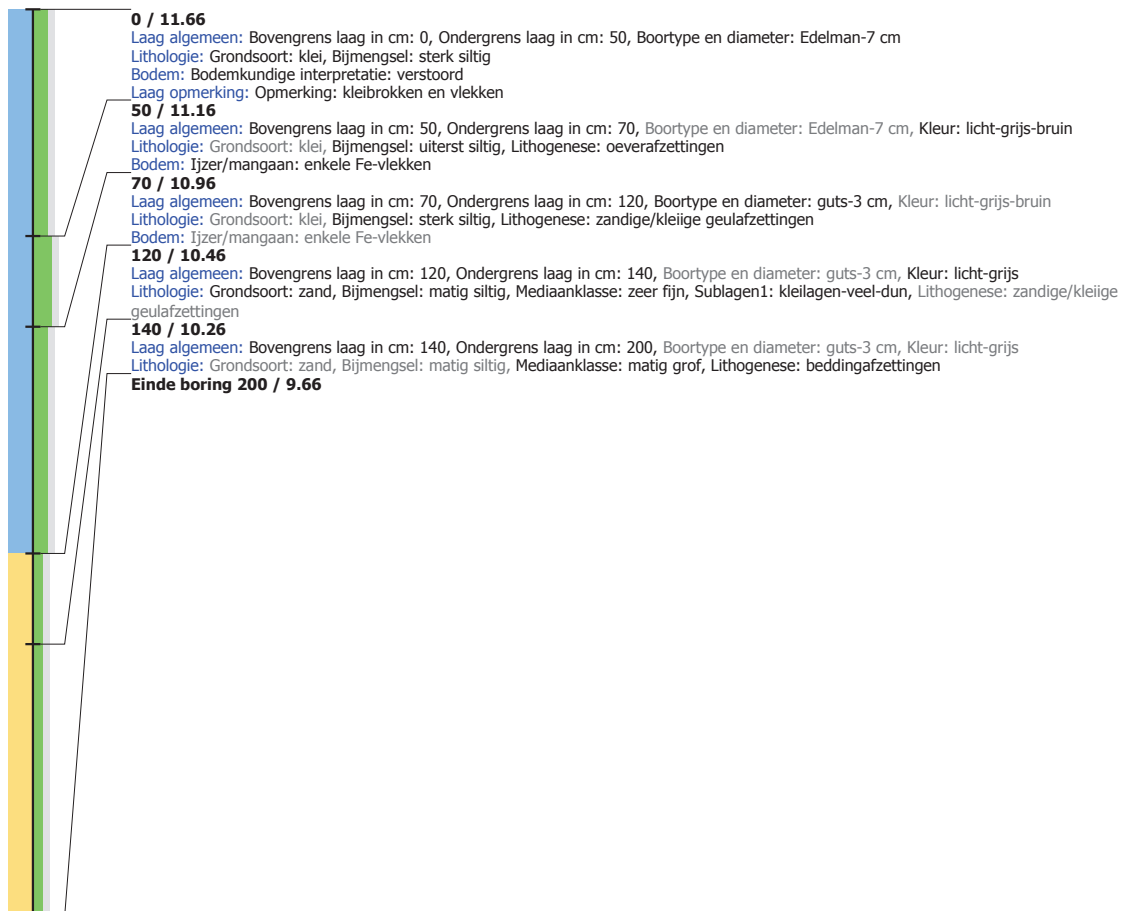 0 / 11.66
Laag algemeen: Bovengrens laag in cm: 0, Ondergrens laag in cm: 50, Boortype en diameter: Edelman-7 cm
Lithologie: Grondsoort: klei, Bijmengsel: sterk siltig
Bodem: Bodemkundige interpretatie: verstoord
Laag opmerking: Opmerking: kleibrokken en vlekken
50 / 11.16
Laag algemeen: Bovengrens laag in cm: 50, Ondergrens laag in cm: 70, Boortype en diameter: Edelman-7 cm, Kleur: licht-grijs-bruin
Lithologie: Grondsoort: klei, Bijmengsel: uiterst siltig, Lithogenese: oeverafzettingen
Bodem: Ijzer/mangaan: enkele Fe-vlekken
70 / 10.96
Laag algemeen: Bovengrens laag in cm: 70, Ondergrens laag in cm: 120, Boortype en diameter: guts-3 cm, Kleur: licht-grijs-bruin
Lithologie: Grondsoort: klei, Bijmengsel: sterk siltig, Lithogenese: zandige/kleiige geulafzettingen
Bodem: Ijzer/mangaan: enkele Fe-vlekken
120 / 10.46
Laag algemeen: Bovengrens laag in cm: 120, Ondergrens laag in cm: 140, Boortype en diameter: guts-3 cm, Kleur: licht-grijs
Lithologie: Grondsoort: zand, Bijmengsel: matig siltig, Mediaanklasse: zeer fijn, Sublagen1: kleilagen-veel-dun, Lithogenese: zandige/kleiige
geulafzettingen
140 / 10.26
Laag algemeen: Bovengrens laag in cm: 140, Ondergrens laag in cm: 200, Boortype en diameter: guts-3 cm, Kleur: licht-grijs
Lithologie: Grondsoort: zand, Bijmengsel: matig siltig, Mediaanklasse: matig grof, Lithogenese: beddingafzettingen
Einde boring 200 / 9.66